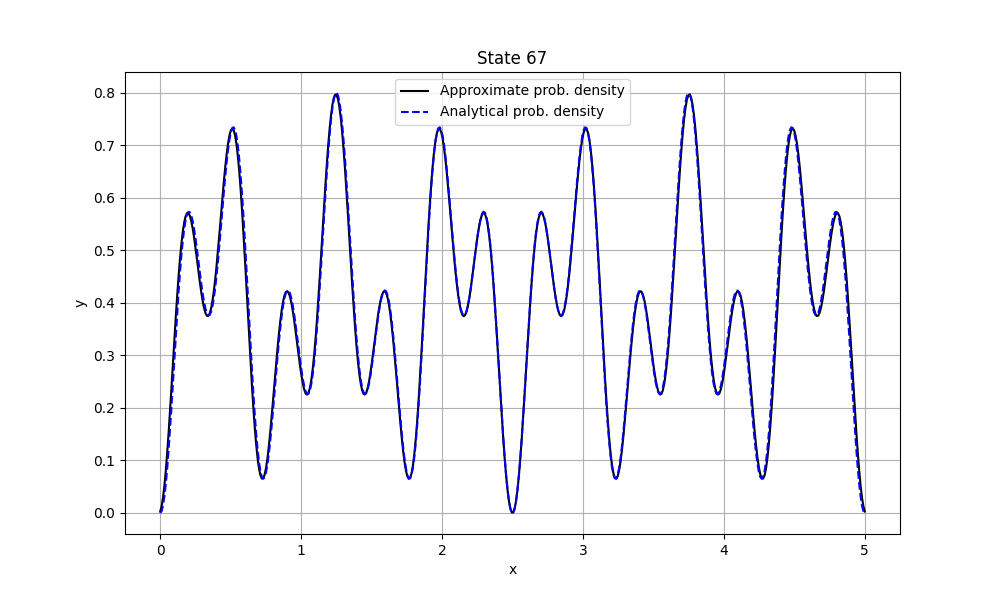 State 67
Approximate prob. density
Analytical prob. density
y
0.8
0.7
0.6
0.5
0.4
0.3
0.2
0.1
0.0
0 1 2 3 4 5
x